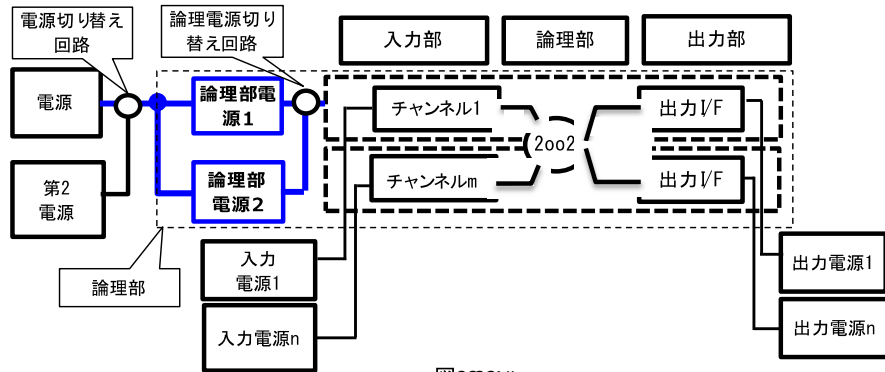 電源切り替え
回路
論理電源切り
替え回路
入力部
論理部
出力部
電源
論理部電
源1
チャンネル1
2oo2
出力I/F
第2
電源
論理部
電源2
チャンネルm
出力I/F
論理部
入力
電源1
入力電源n
出力電源1
出力電源n